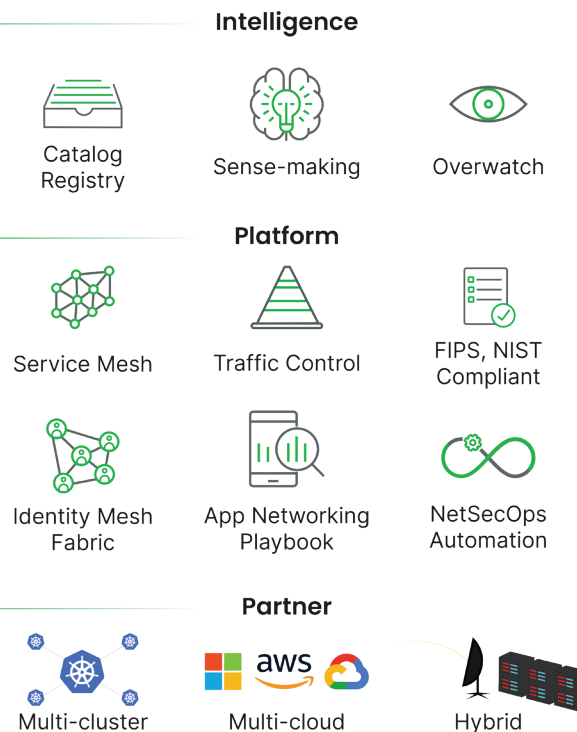 Intelligence
Catalog
Registry
Sense-making
Overwatch
Platform
Service Mesh
Traffic Control
FIPS, NIST
Compliant
Identity Mesh
Fabric
App Networking
Playbook
NetSecOps
Automation
Partner
aws
Multi-cluster
Multi-cloud
Hybrid